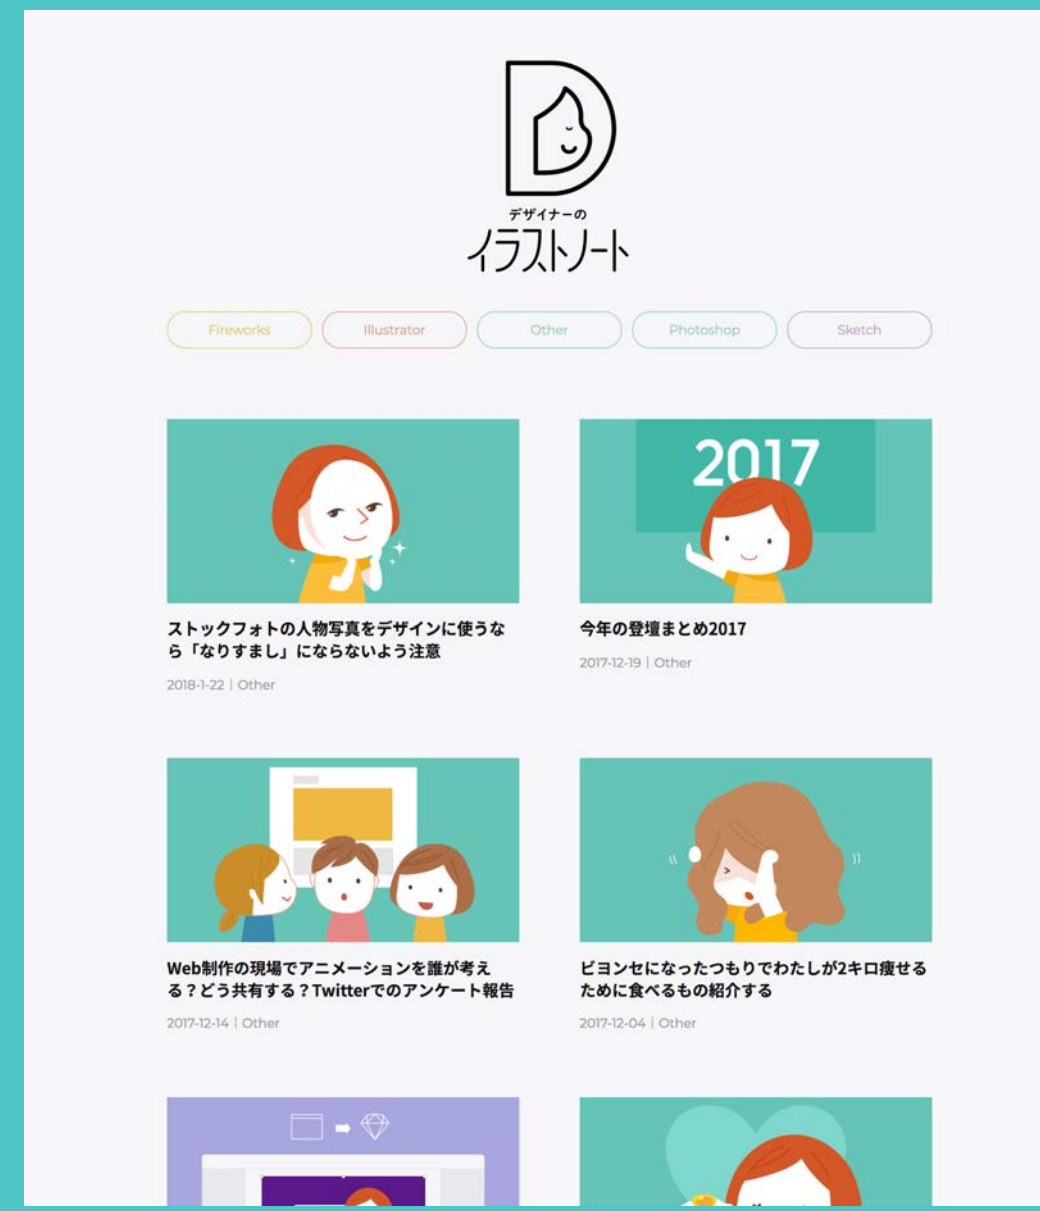 デザイナーの
イラストノート
Fireworks
Illustrator
Other
Photoshop
Sketch
ストックフォトの人物写真をデザインに使うな
ら「なりすまし」にならないよう注意
2018-1-22 | Other
2017
今年の登壇まとめ2017
2017-12-19 | Other
Web制作の現場でアニメーションを誰が考え
る？どう共有する？Twitterでのアンケート報告
2017-12-14 | Other
ビヨンセになったつもりでわたしが2キロ痩せる
ために食べるもの紹介する
2017-12-04 | Other